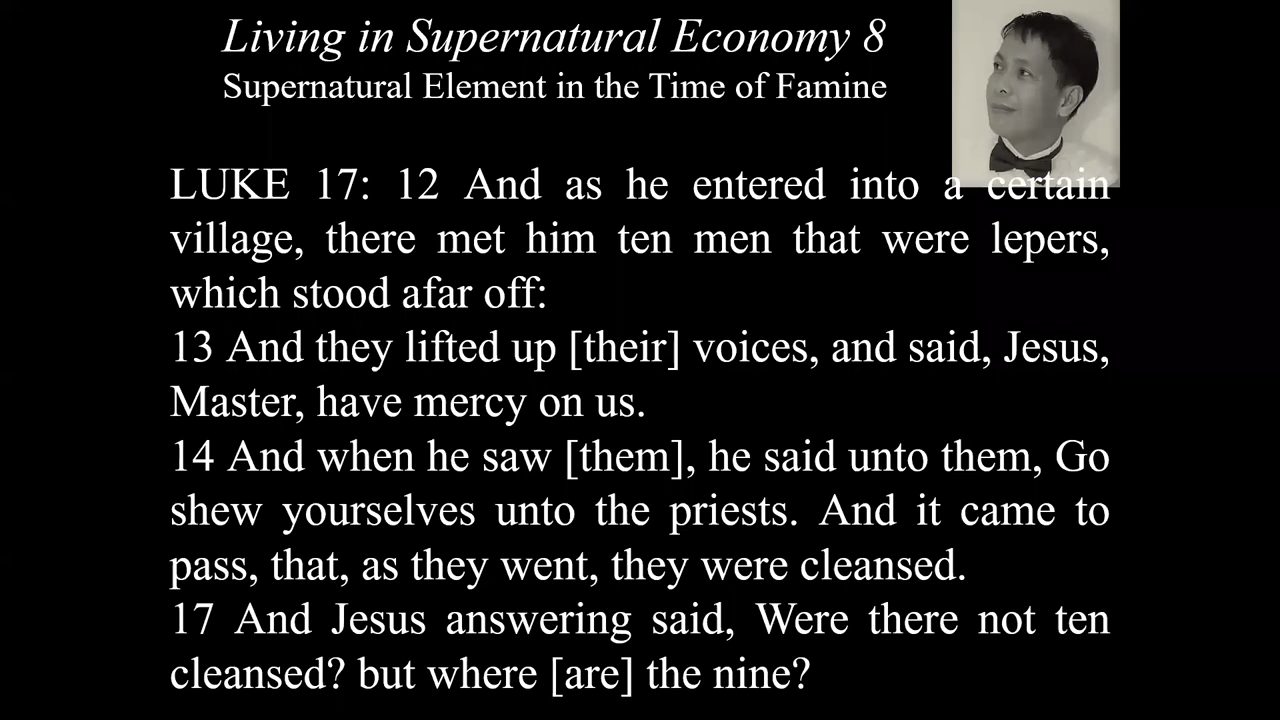 Living in Supernatural Economy 8
Supernatural Element in the Time of Famine
LUKE 17: 12 And as he entered into a certain
village, there met him ten men that were lepers,
which stood afar off:
13 And they lifted up [their] voices, and said, Jesus,
Master, have mercy on us.
14 And when he saw [them], he said unto them, Go
shew yourselves unto the priests. And it came to
pass, that, as they went, they were cleansed.
17 And Jesus answering said, Were there not ten
cleansed? but where [are] the nine?